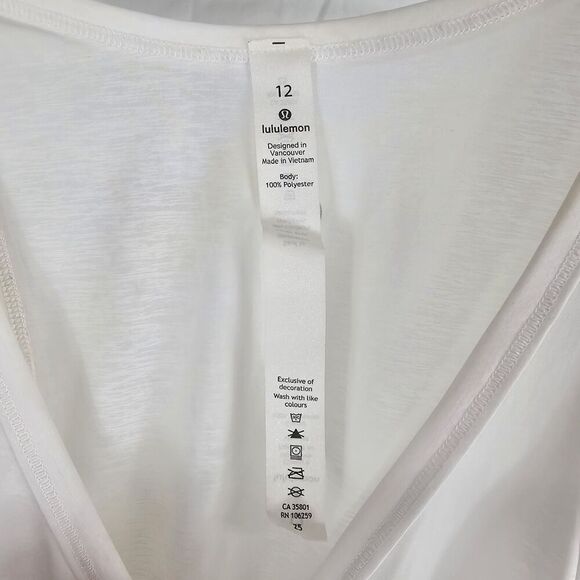 12
lululemon
Designed in
Vancouver
Made in Vietnam
Body:
100% Polyester
Exclusive of
decoration
Wash with like
colours
CA 35801
RN 106259